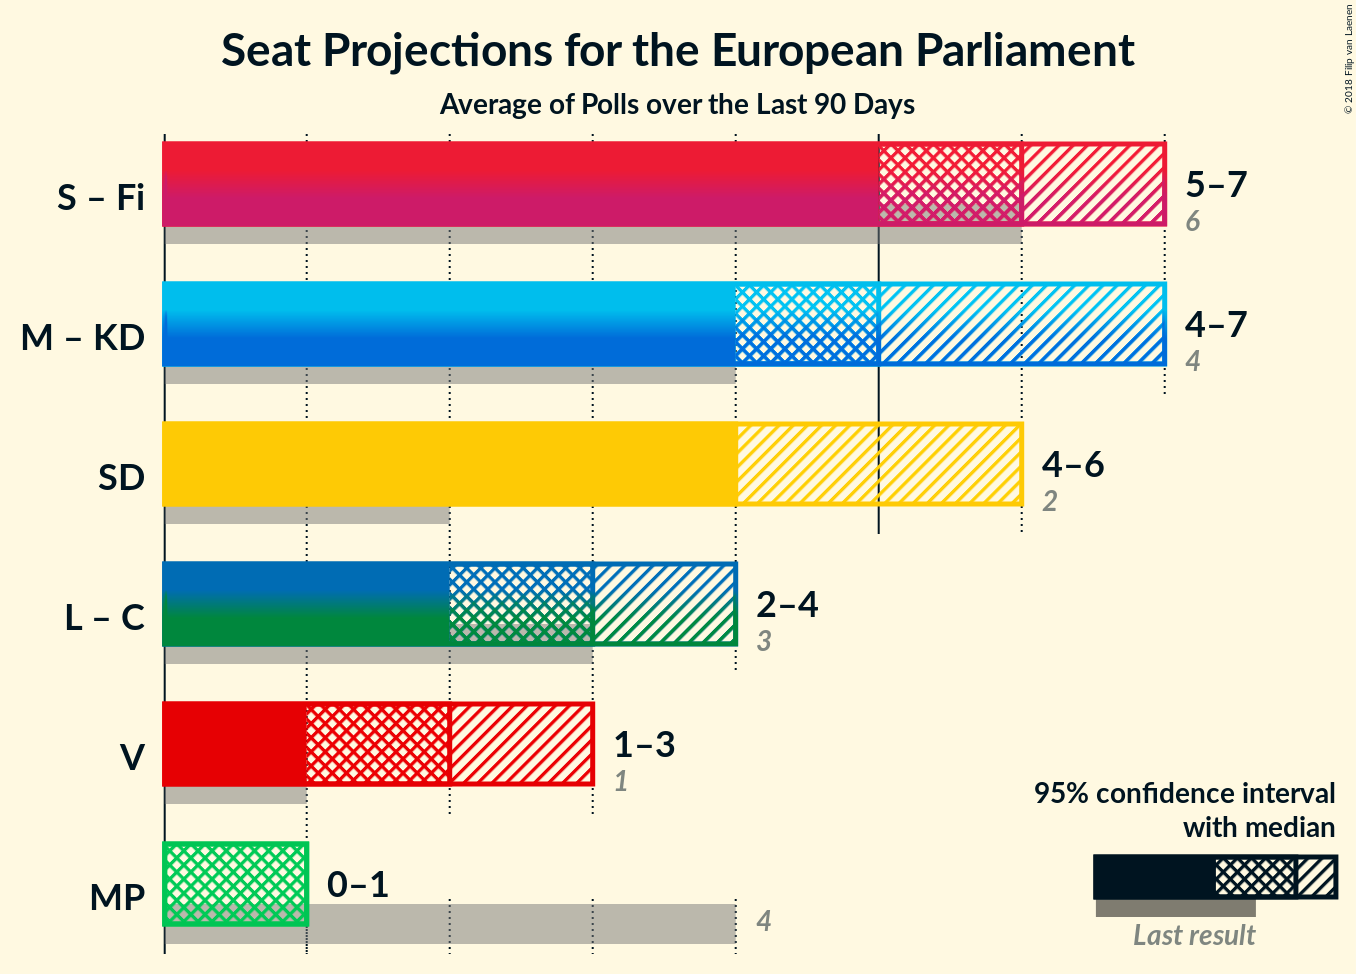 Seat Projections for the European Parliament
Average of Polls over the Last 90 Days
© 2018 Filip van Laenen
S – Fi
5–7
6
M – KD
4–7
4
SD
4–6
2
L – C
2–4
3
V
1–3
1
MP
0–1
4
95% confidence interval
with median
Last result